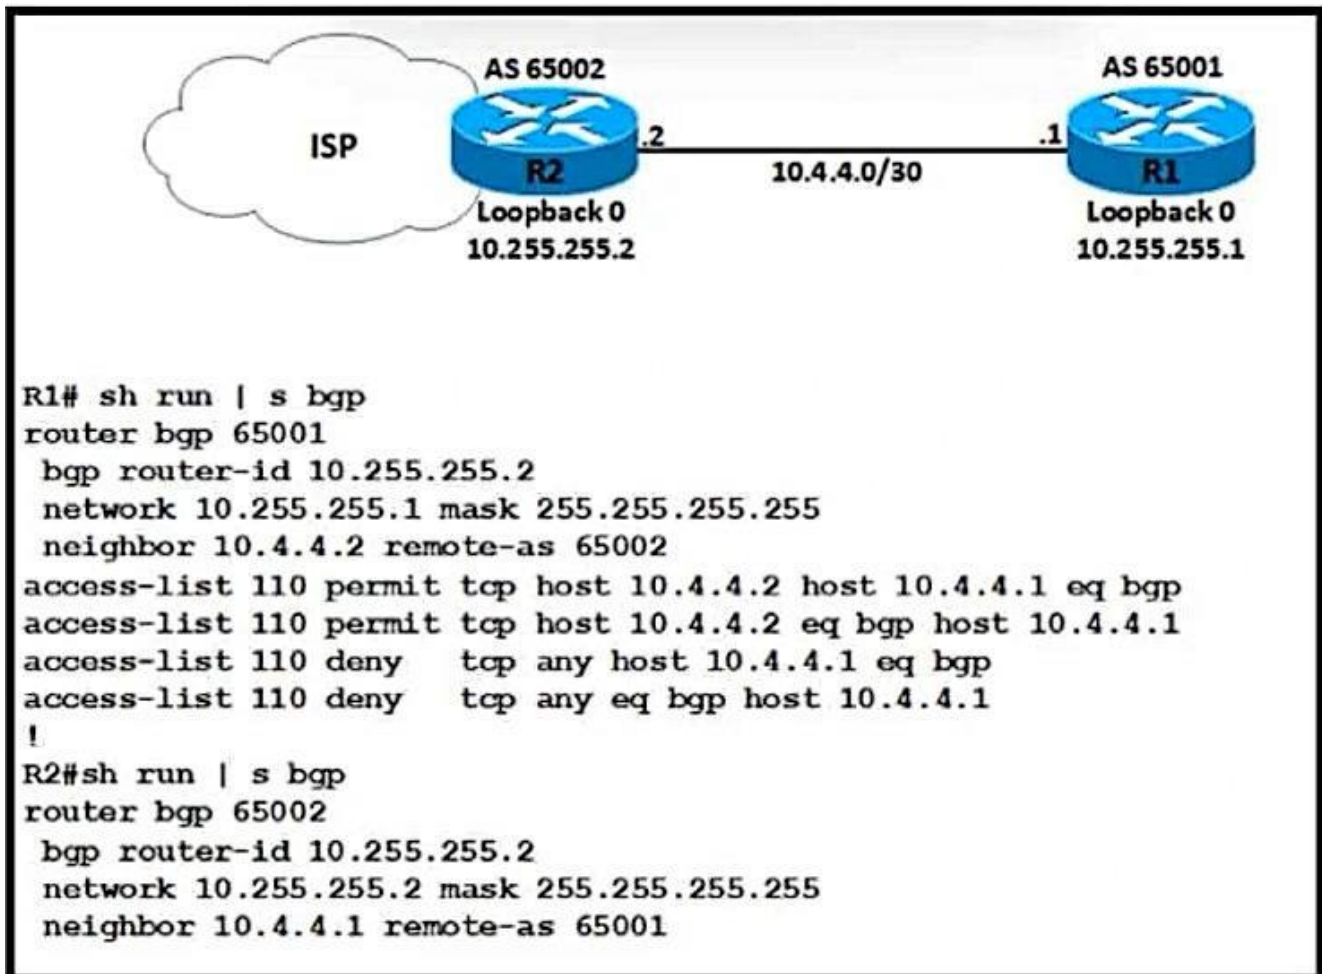 AS 65002
AS 65001
ISP
.2
.1
R2
10.4.4.0/30
R1
Loopback 0
Loopback 0
10.255.255.2
10.255.255.1
R1# sh run | s bgp
router bgp 65001
bgp router-id 10.255.255.2
network 10.255.255.1 mask 255.255.255.255
neighbor 10.4.4.2 remote-as 65002
access-list 110 permit tcp host 10.4.4.2 host 10.4.4.1 eq bgp
access-list 110 permit tcp host 10.4.4.2 eq bgp host 10.4.4.1
access-list 110 deny tcp any host 10.4.4.1 eq bgp
access-list 110 deny tcp any eq bgp host 10.4.4.1
!
R2#sh run | s bgp
router bgp 65002
bgp router-id 10.255.255.2
network 10.255.255.2 mask 255.255.255.255
neighbor 10.4.4.1 remote-as 65001